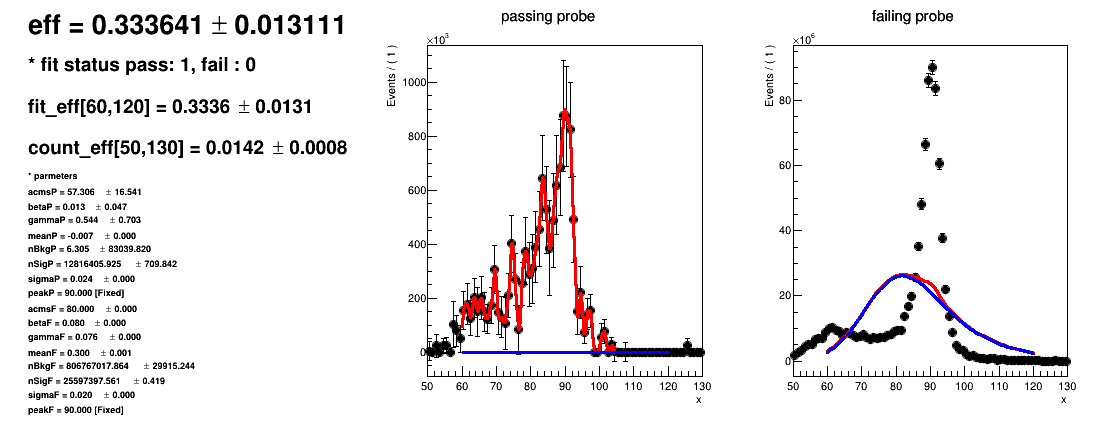 eff = 0.333641 ± 0.013111
* fit status pass: 1, fail : 0
fit_eff[60,120] = 0.3336 ± 0.0131
count_eff[50,130] = 0.0142 ± 0.0008
* parmeters
acmsP = 57.306 ± 16.541
betaP = 0.013 ± 0.047
gammaP = 0.544 ± 0.703
meanP = -0.007 ± 0.000
nBkgP = 6.305 ± 83039.820
nSigP = 12816405.925 ± 709.842
sigmaP = 0.024 ± 0.000
peakP = 90.000 [Fixed]
acmsF = 80.000 ± 0.000
betaF = 0.080 ± 0.000
gammaF = 0.076 ± 0.000
meanF = 0.300 ± 0.001
nBkgF = 806767017.864 ± 29915.244
nSigF = 25597397.561 ± 0.419
sigmaF = 0.020 ± 0.000
peakF = 90.000 [Fixed]
passing probe
×10³
Events / ( 1 )
1000
800
600
400
200
0
50 60 70 80 90 100 110 120 130
x
failing probe
×10⁶
Events / ( 1 )
80
60
40
20
0
50 60 70 80 90 100 110 120 130
x